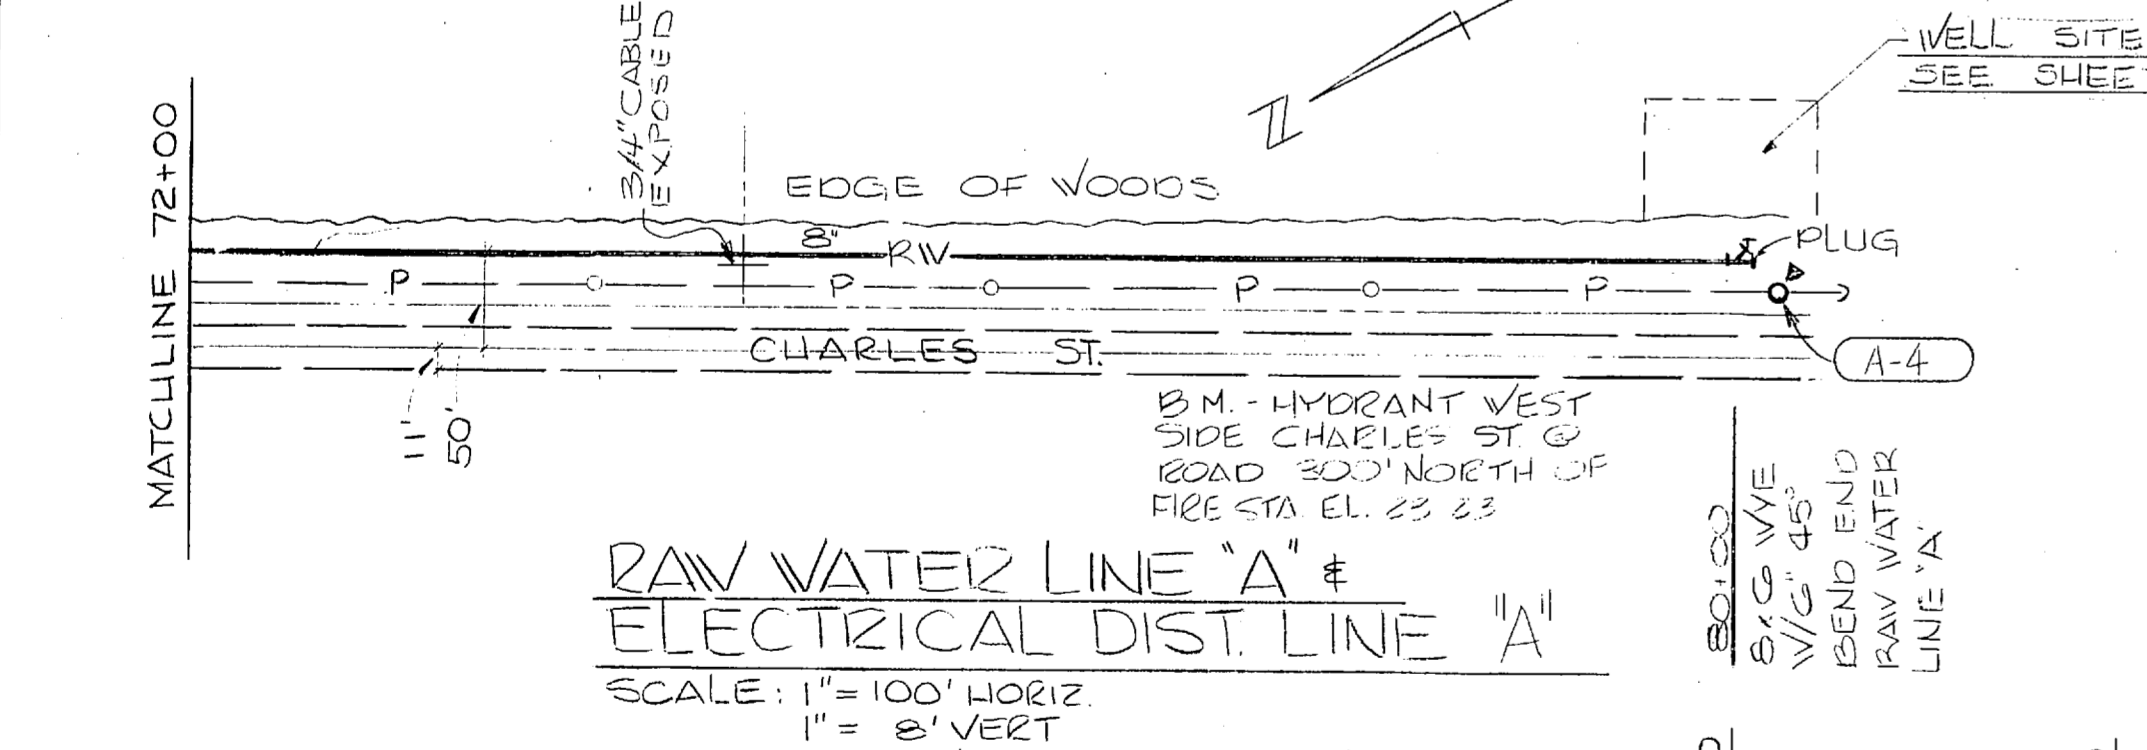 3/4" CABLE
EXPOSED
WELL SITE
SEE SHEE
MATCHLINE 72+00
EDGE OF WOODS
8"
RW
PLUG
P
P
P
P
CHARLES ST.
A-4
11'
50'
B.M. - HYDRANT WEST
SIDE CHARLES ST. @
ROAD 300' NORTH OF
FIRE STA. EL. 23.23
80+00
8x6 WYE
W/6" 45°
BEND END
RAW WATER
LINE "A"
RAW WATER LINE "A" &
ELECTRICAL DIST. LINE "A"
SCALE: 1" = 100' HORIZ.
1" = 8' VERT